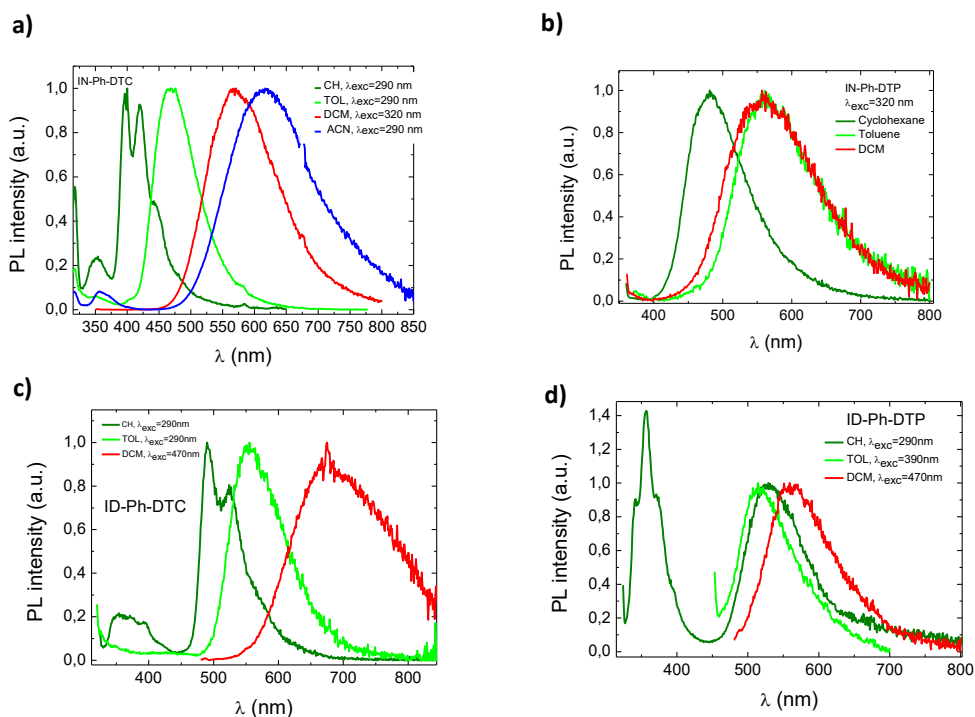 a)
IN-Ph-DTC
CH, λexc=290 nm
TOL, λexc=290 nm
DCM, λexc=320 nm
ACN, λexc=290 nm
PL intensity (a.u.)
1,0
0,8
0,6
0,4
0,2
0,0
350 400 450 500 550 600 650 700 750 800 850
λ (nm)
b)
IN-Ph-DTP
λexc=320 nm
Cyclohexane
Toluene
DCM
PL intensity (a.u.)
1,0
0,8
0,6
0,4
0,2
0,0
400 500 600 700 800
λ (nm)
c)
CH, λexc=290nm
TOL, λexc=290nm
DCM, λexc=470nm
ID-Ph-DTC
PL intensity (a.u.)
1,0
0,8
0,6
0,4
0,2
0,0
400 500 600 700 800
λ (nm)
d)
ID-Ph-DTP
CH, λexc=290nm
TOL, λexc=390nm
DCM, λexc=470nm
PL intensity (a.u.)
1,4
1,2
1,0
0,8
0,6
0,4
0,2
0,0
400 500 600 700 800
λ (nm)